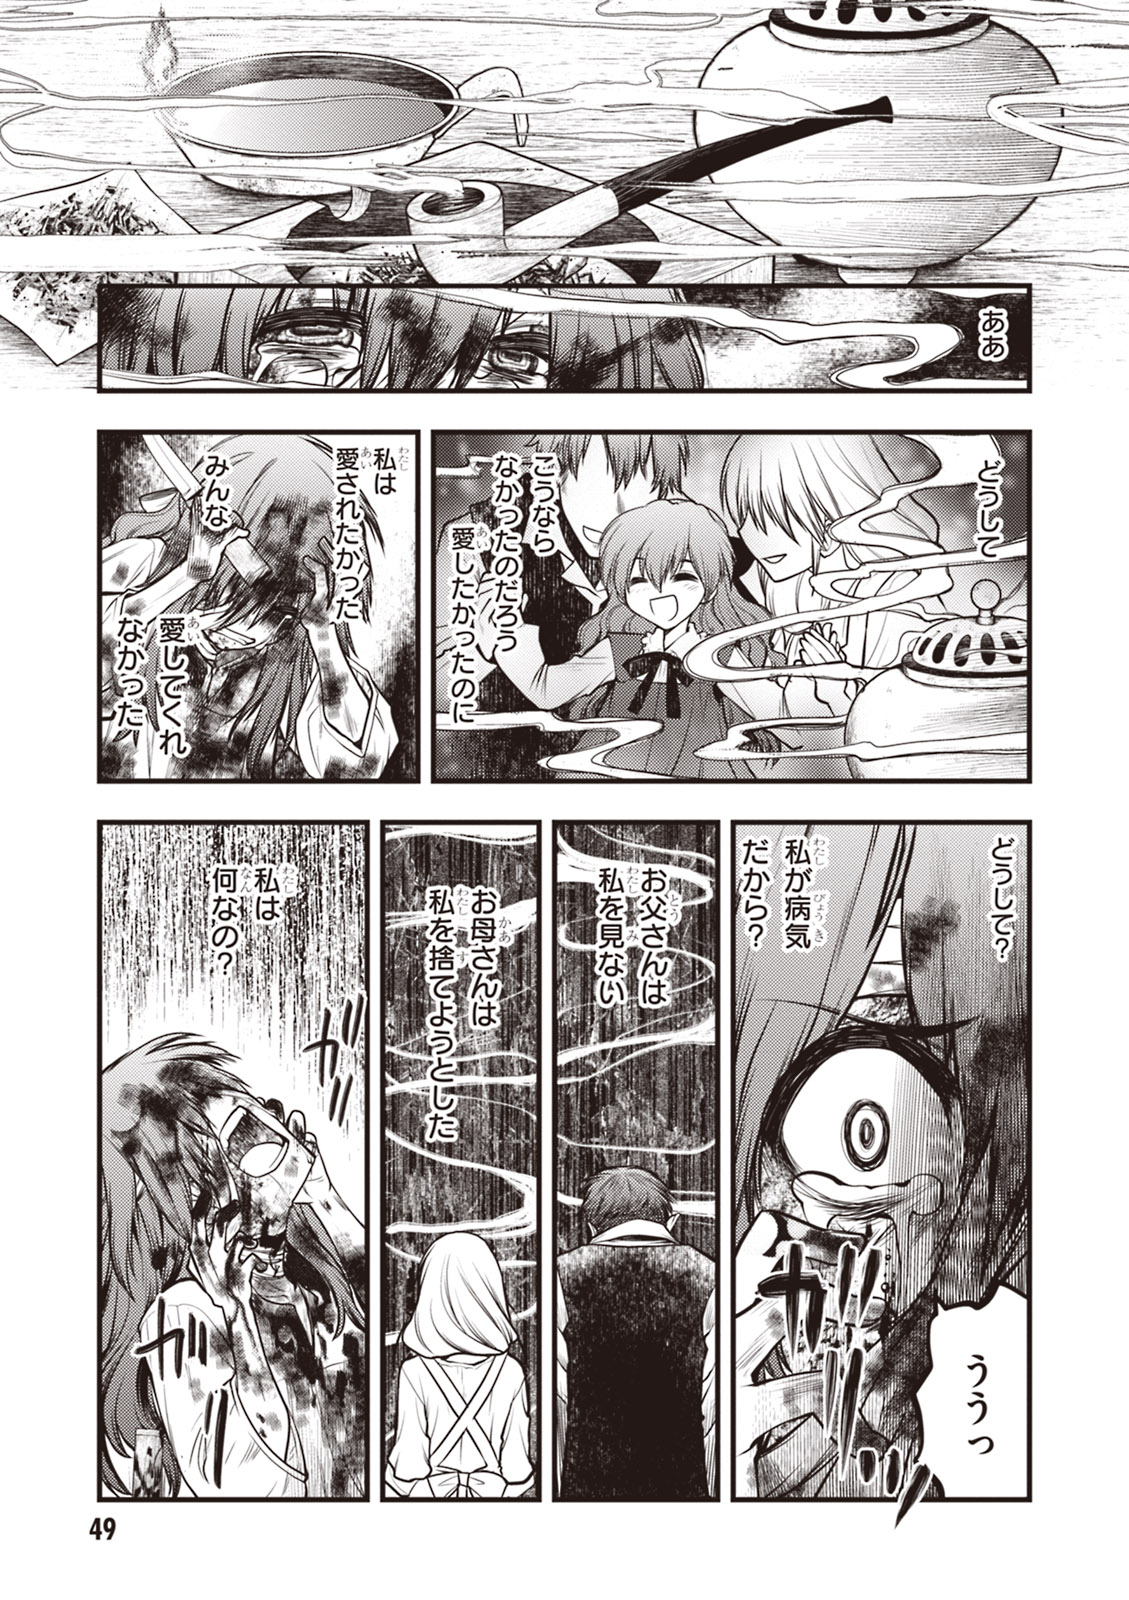 ああ
どうして
こうなら
なかったのだろう
愛したかったのに
私は
愛されたかった
みんな
愛してくれ
なかった
どうして?
私が病気
だから?
ううっ
お父さんは
私を見ない
お母さんは
私を捨てようとした
私は
何なの?
49